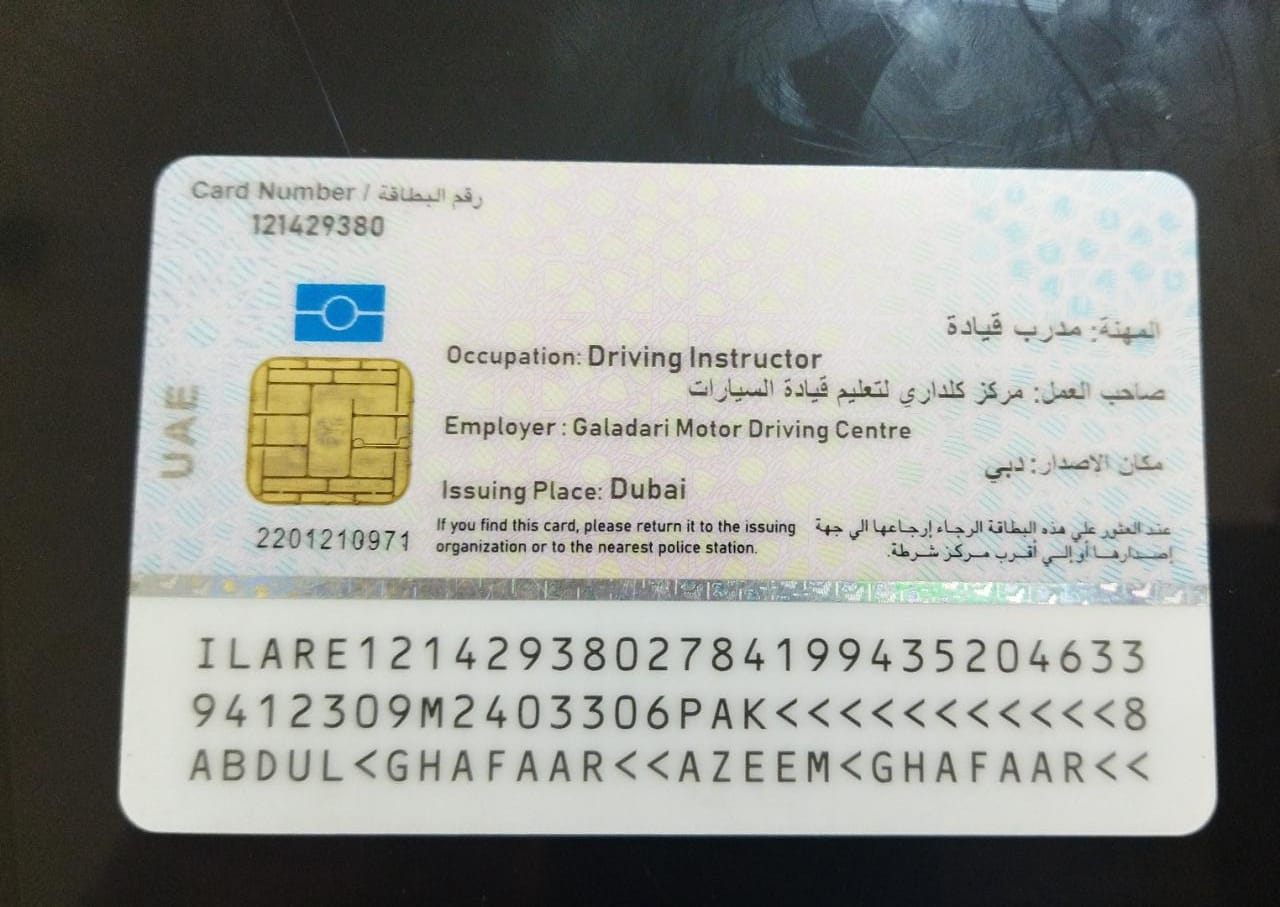 Card Number / رقم البطاقة
121429380
المهنة: مدرب قيادة
Occupation: Driving Instructor
صاحب العمل: مركز كلداري لتعليم قيادة السيارات
Employer : Galadari Motor Driving Centre
مكان الاصدار: دبي
Issuing Place: Dubai
UAE
If you find this card, please return it to the issuing
organization or to the nearest police station.
عند العثور علي هذه البطاقة الرجاء إرجاعها الي جهة
إصدارها أو إلي أقرب مركز شرطة.
2201210971
ILARE1214293802784199435204633
9412309M2403306PAK<<<<<<<<<<<8
ABDUL<GHAFAAR<<AZEEM<GHAFAAR<<